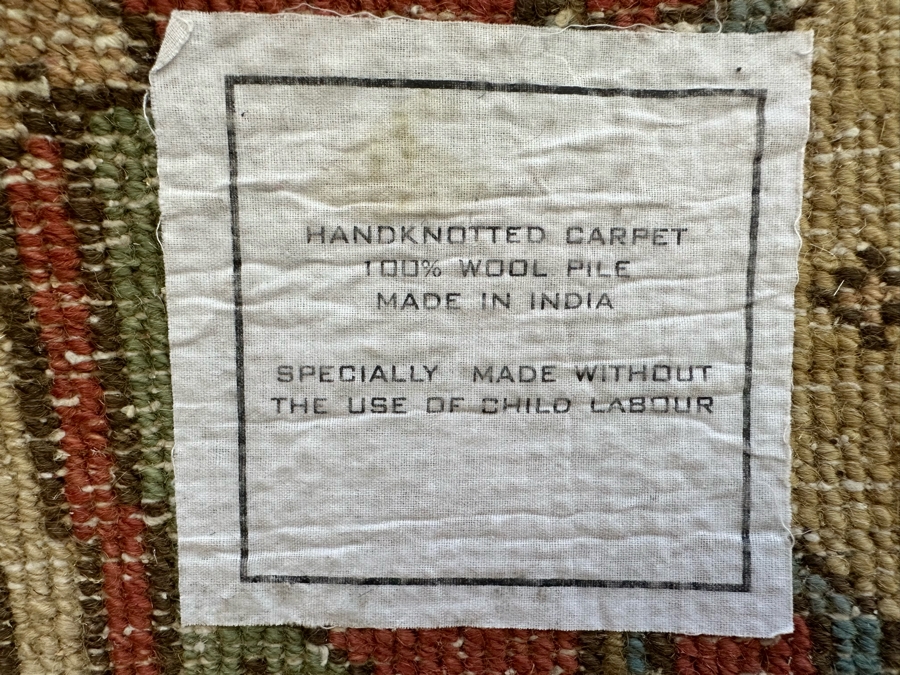 HANDKNOTTED CARPET
100% WOOL PILE
MADE IN INDIA
SPECIALLY MADE WITHOUT
THE USE OF CHILD LABOUR